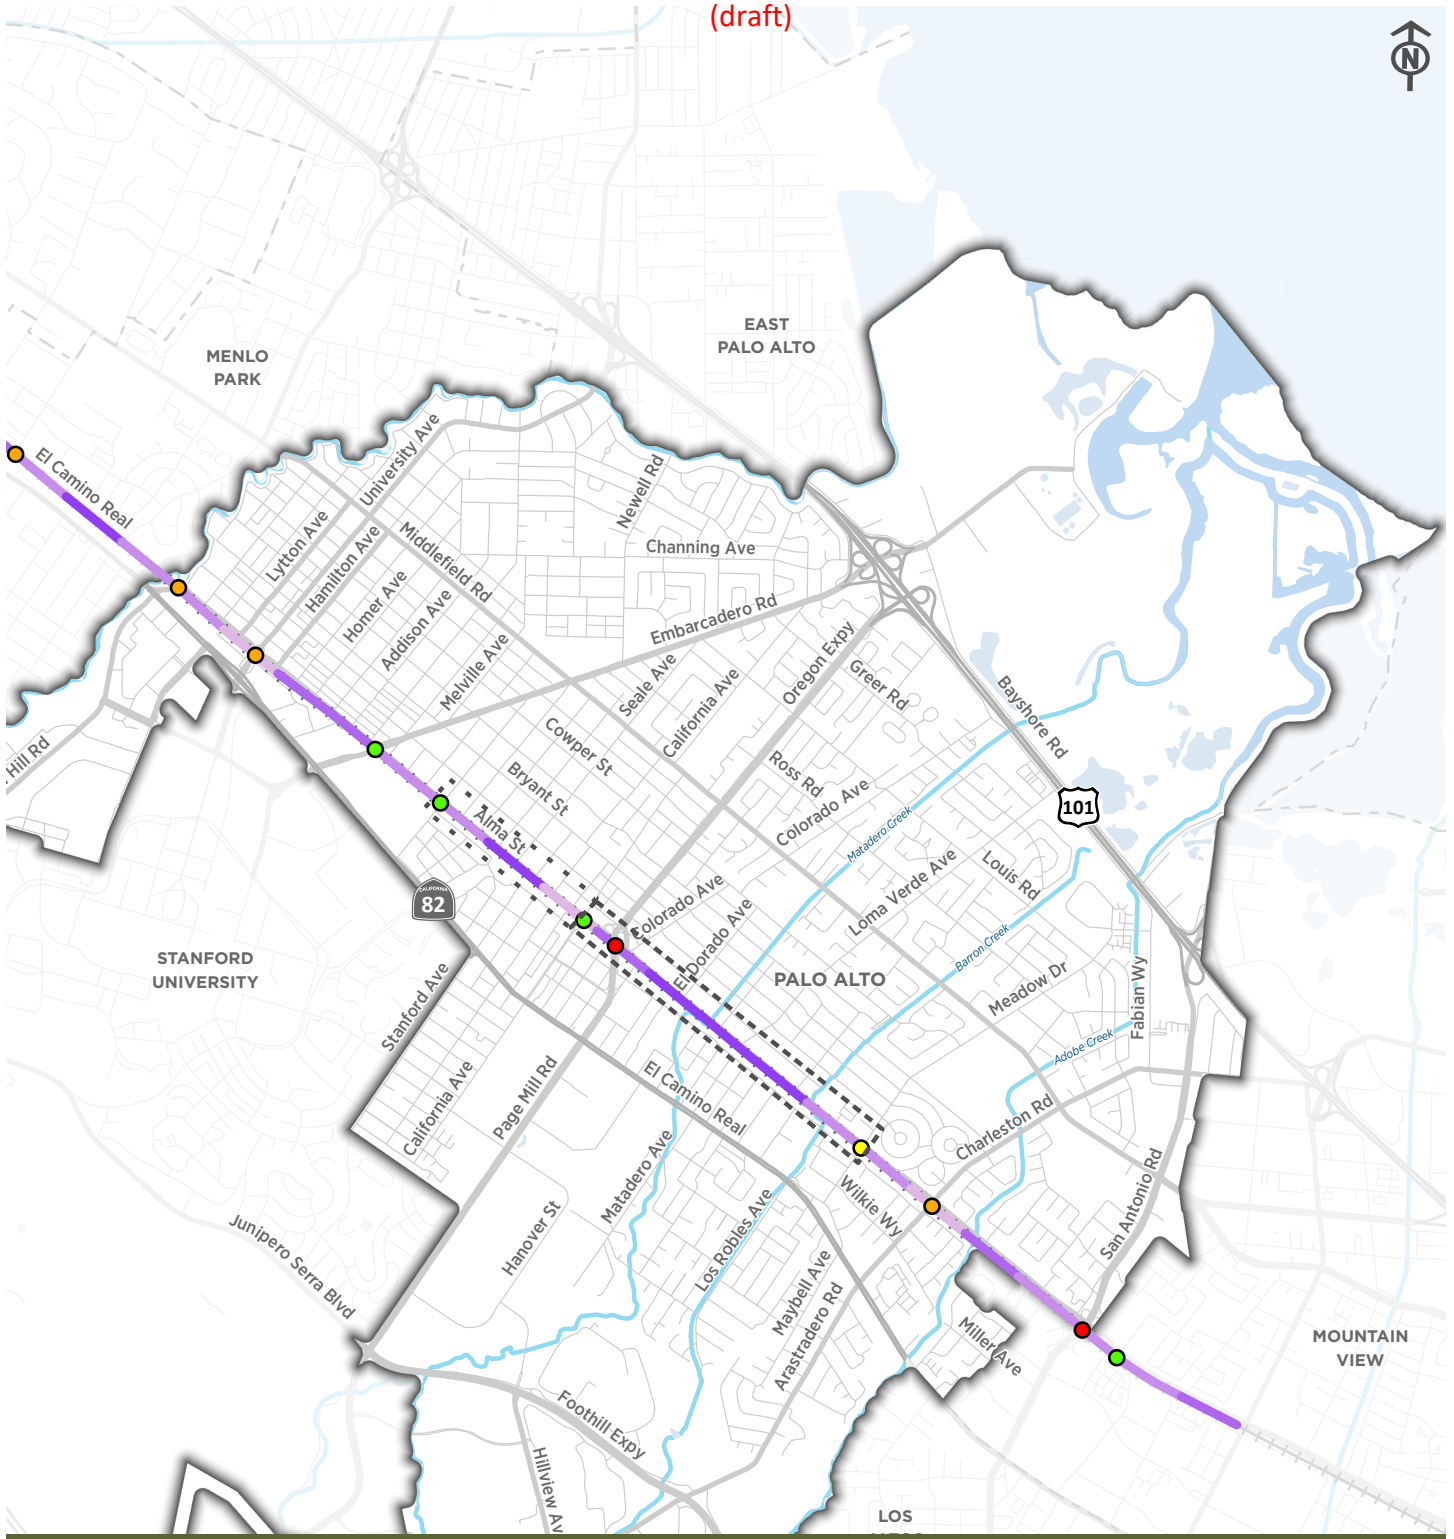 (draft)
N
EAST
PALO ALTO
MENLO
PARK
El Camino Real
University Ave
Newell Rd
Lytton Ave
Hamilton Ave
Middlefield Rd
Channing Ave
Homer Ave
Addison Ave
Embarcadero Rd
Melville Ave
Seale Ave
California Ave
Oregon Expy
Greer Rd
Bayshore Rd
Hill Rd
Cowper St
Bryant St
Ross Rd
Colorado Ave
101
Alma St
Matadero Creek
Loma Verde Ave
Louis Rd
CALIFORNIA
82
Colorado Ave
El Dorado Ave
Barron Creek
STANFORD
UNIVERSITY
PALO ALTO
Meadow Dr
Fabian Wy
Stanford Ave
Adobe Creek
El Camino Real
California Ave
Page Mill Rd
Charleston Rd
Matadero Ave
Wilkie Wy
San Antonio Rd
Junipero Serra Blvd
Hanover St
Los Robles Ave
Maybell Ave
Arastradero Rd
Miller Ave
MOUNTAIN
VIEW
Foothill Expy
Hillview Av
LOS